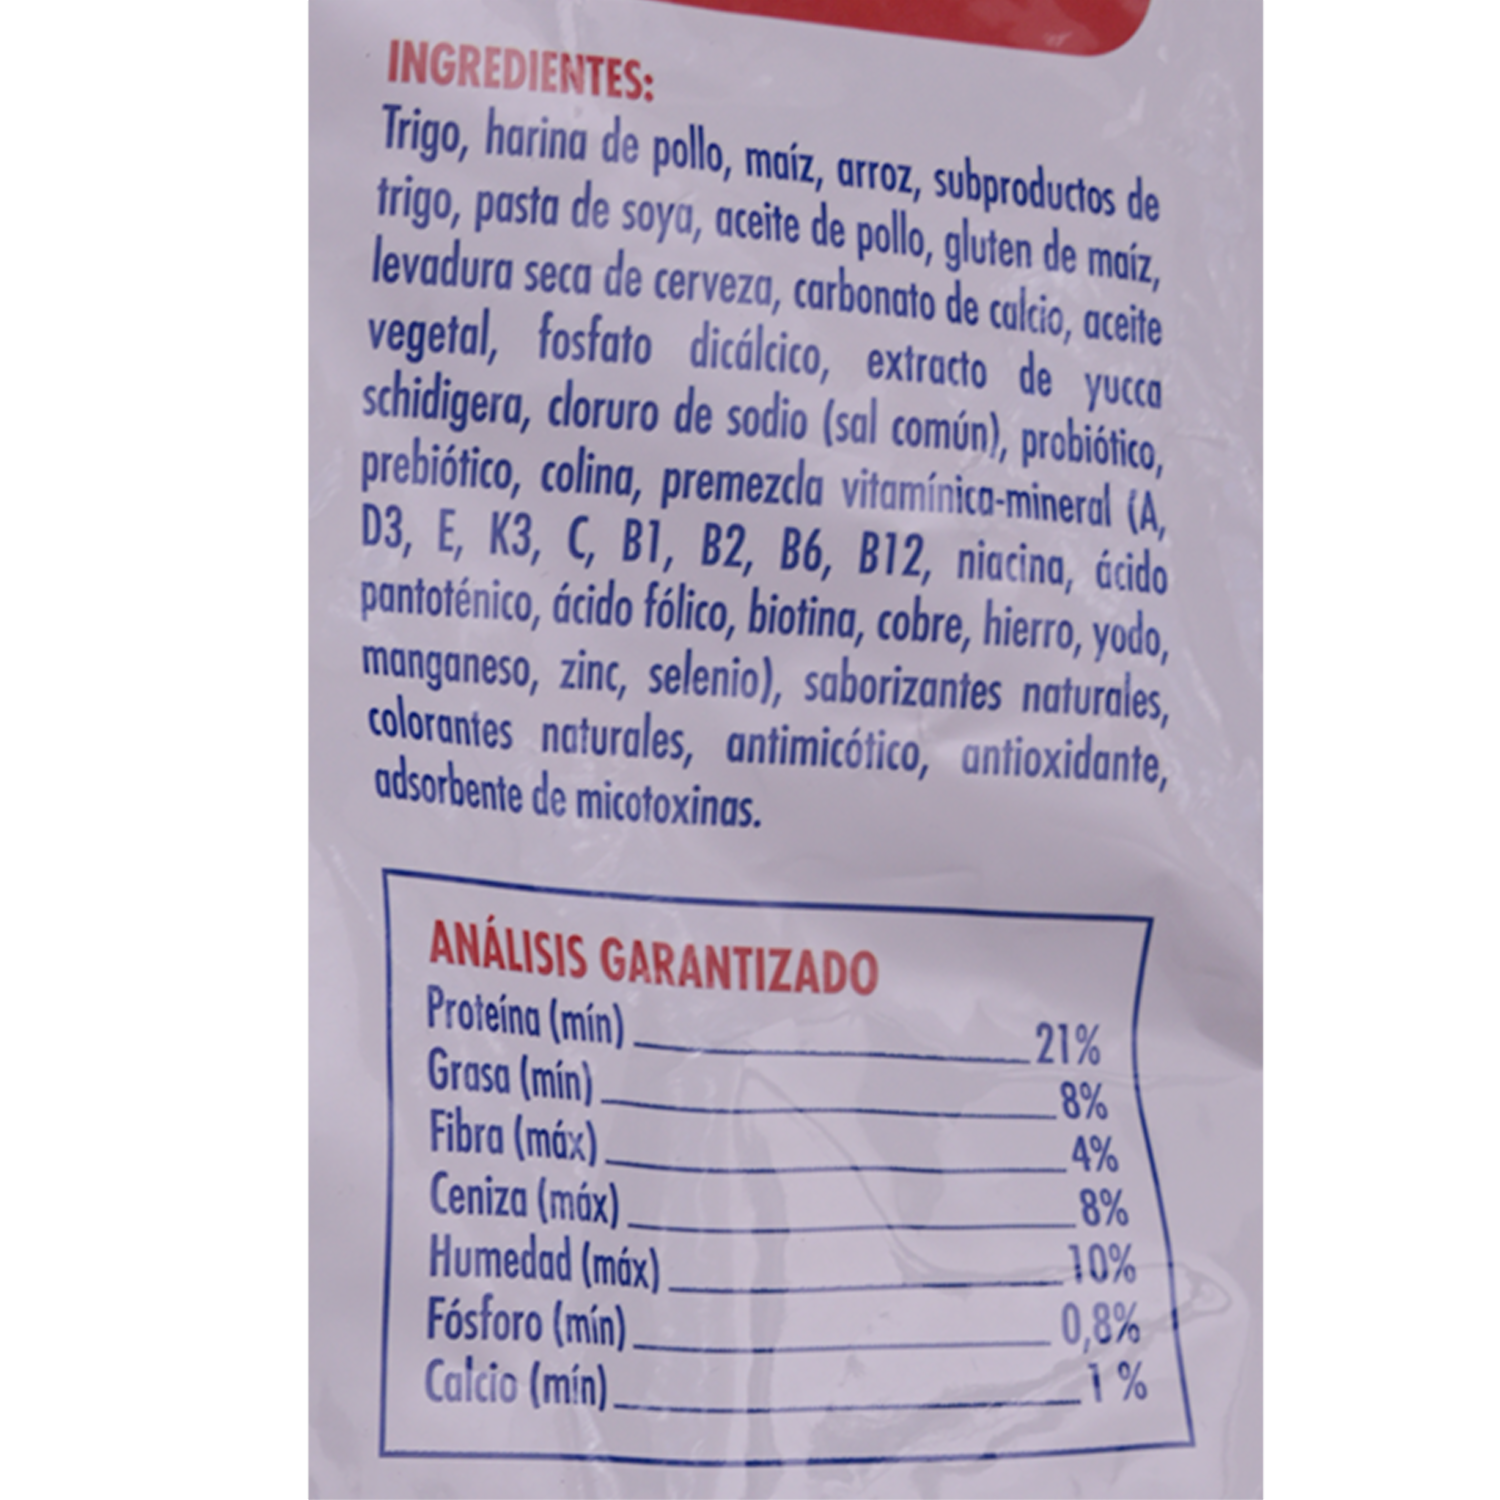 INGREDIENTES:
Trigo, harina de pollo, maíz, arroz, subproductos de
trigo, pasta de soya, aceite de pollo, gluten de maíz,
levadura seca de cerveza, carbonato de calcio, aceite
vegetal, fosfato dicálcico, extracto de yucca
schidigera, cloruro de sodio (sal común), probiótico,
prebiótico, colina, premezcla vitamínica-mineral (A,
D3, E, K3, C, B1, B2, B6, B12, niacina, ácido
pantoténico, ácido fólico, biotina, cobre, hierro, yodo,
manganeso, zinc, selenio), saborizantes naturales,
colorantes naturales, antimicótico, antioxidante,
adsorbente de micotoxinas.
ANÁLISIS GARANTIZADO
Proteína (mín) 21%
Grasa (mín) 8%
Fibra (máx) 4%
Ceniza (máx) 8%
Humedad (máx) 10%
Fósforo (mín) 0,8%
Calcio (mín) 1 %